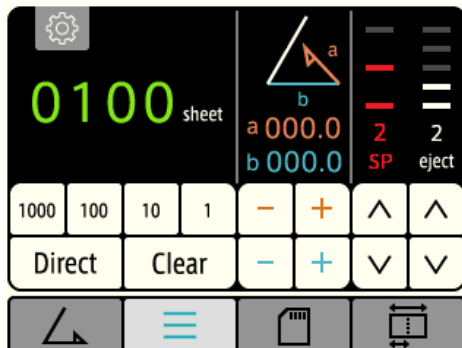 a
b
0100 sheet
a 000.0
b 000.0
2
SP
2
eject
1000 100 10 1 − +
Direct Clear − +